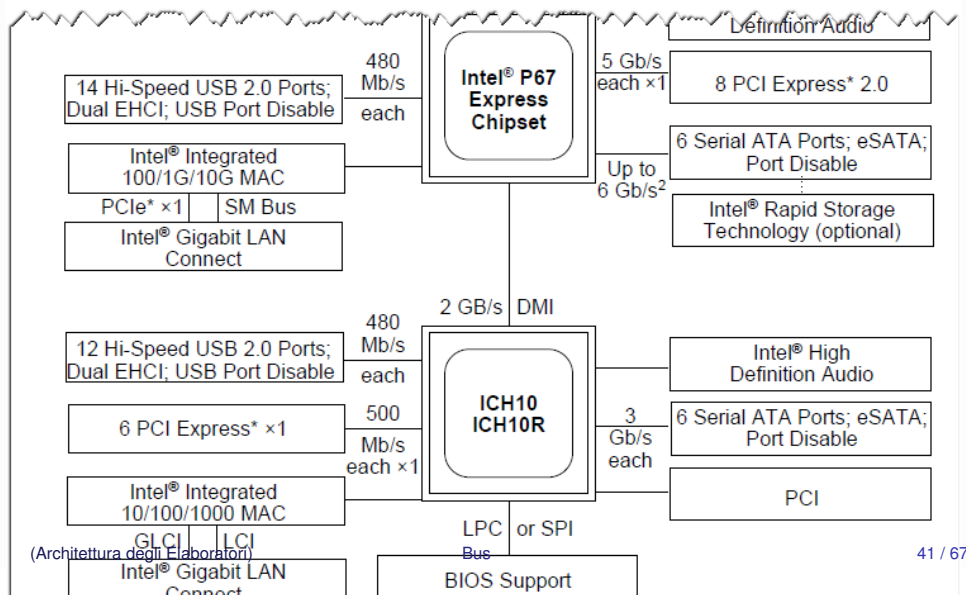 Definition Audio
480
Mb/s
each
14 Hi-Speed USB 2.0 Ports;
Dual EHCI; USB Port Disable
Intel® P67
Express
Chipset
5 Gb/s
each ×1
8 PCI Express* 2.0
Intel® Integrated
100/1G/10G MAC
6 Serial ATA Ports; eSATA;
Port Disable
Up to
6 Gb/s²
PCIe* ×1
SM Bus
Intel® Gigabit LAN
Connect
Intel® Rapid Storage
Technology (optional)
2 GB/s
DMI
480
Mb/s
each
12 Hi-Speed USB 2.0 Ports;
Dual EHCI; USB Port Disable
Intel® High
Definition Audio
ICH10
ICH10R
6 PCI Express* ×1
500
Mb/s
each ×1
3
Gb/s
each
6 Serial ATA Ports; eSATA;
Port Disable
Intel® Integrated
10/100/1000 MAC
PCI
GLCI
LCI
LPC
or SPI
(Architettura degli Elaboratori)
Bus
41 / 67
Intel® Gigabit LAN
Connect
BIOS Support